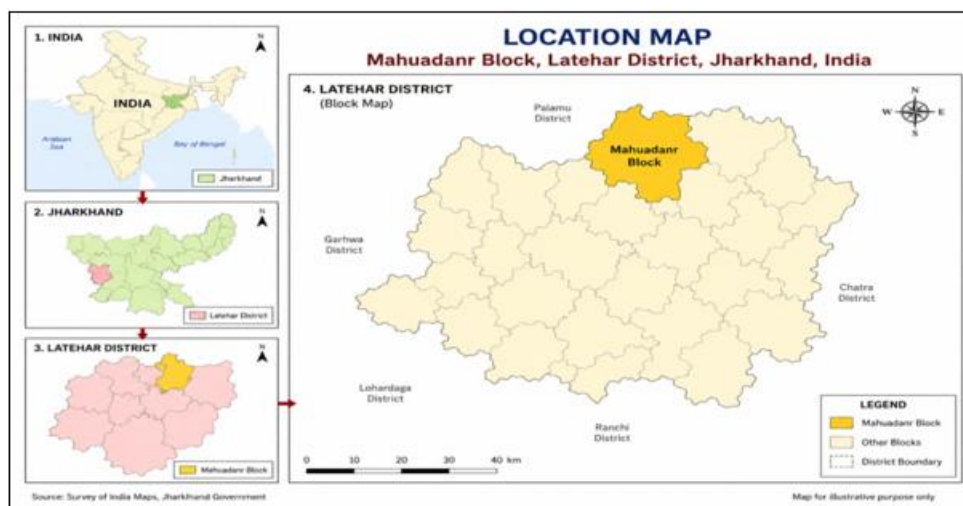 LOCATION MAP
Mahuadanr Block, Latehar District, Jharkhand, India
1. INDIA
N
INDIA
Arabian
Sea
Bay of Bengal
Jharkhand
2. JHARKHAND
N
Latehar District
3. LATEHAR DISTRICT
N
Mahuadanr Block
4. LATEHAR DISTRICT
(Block Map)
Palamu
District
N
W
E
S
Mahuadanr
Block
Garhwa
District
Chatra
District
Lohardaga
District
Ranchi
District
0 10 20 30 40 km
LEGEND
Mahuadanr Block
Other Blocks
District Boundary
Source: Survey of India Maps, Jharkhand Government
Map for illustrative purpose only